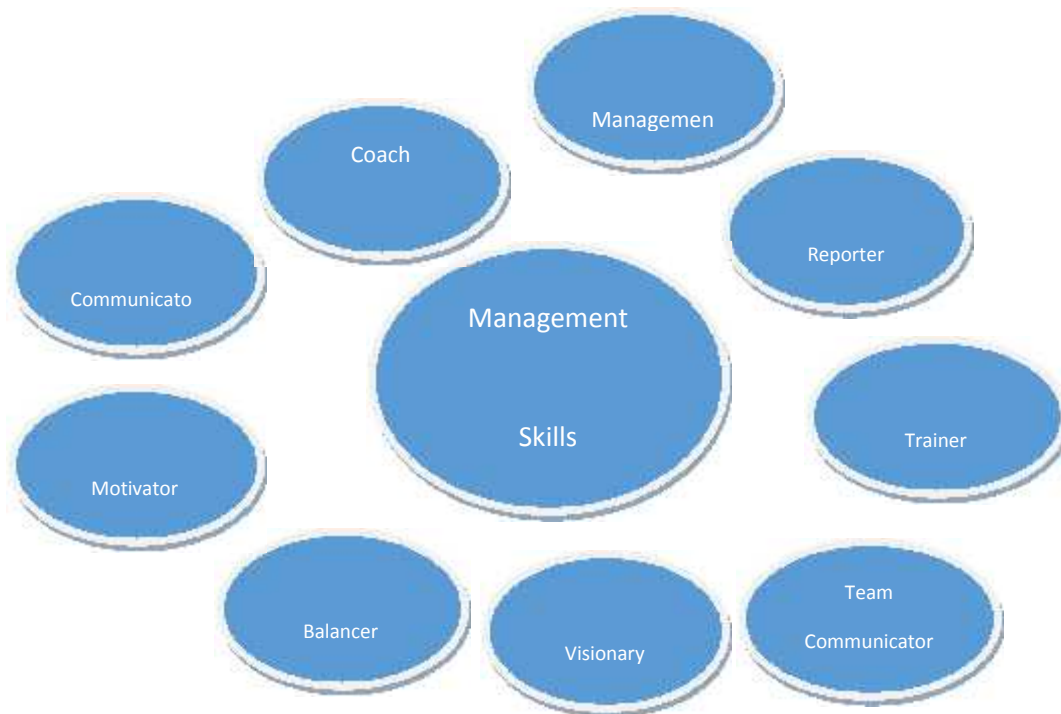 Managemen
Coach
Reporter
Communicato
Management
Skills
Trainer
Motivator
Team
Communicator
Balancer
Visionary